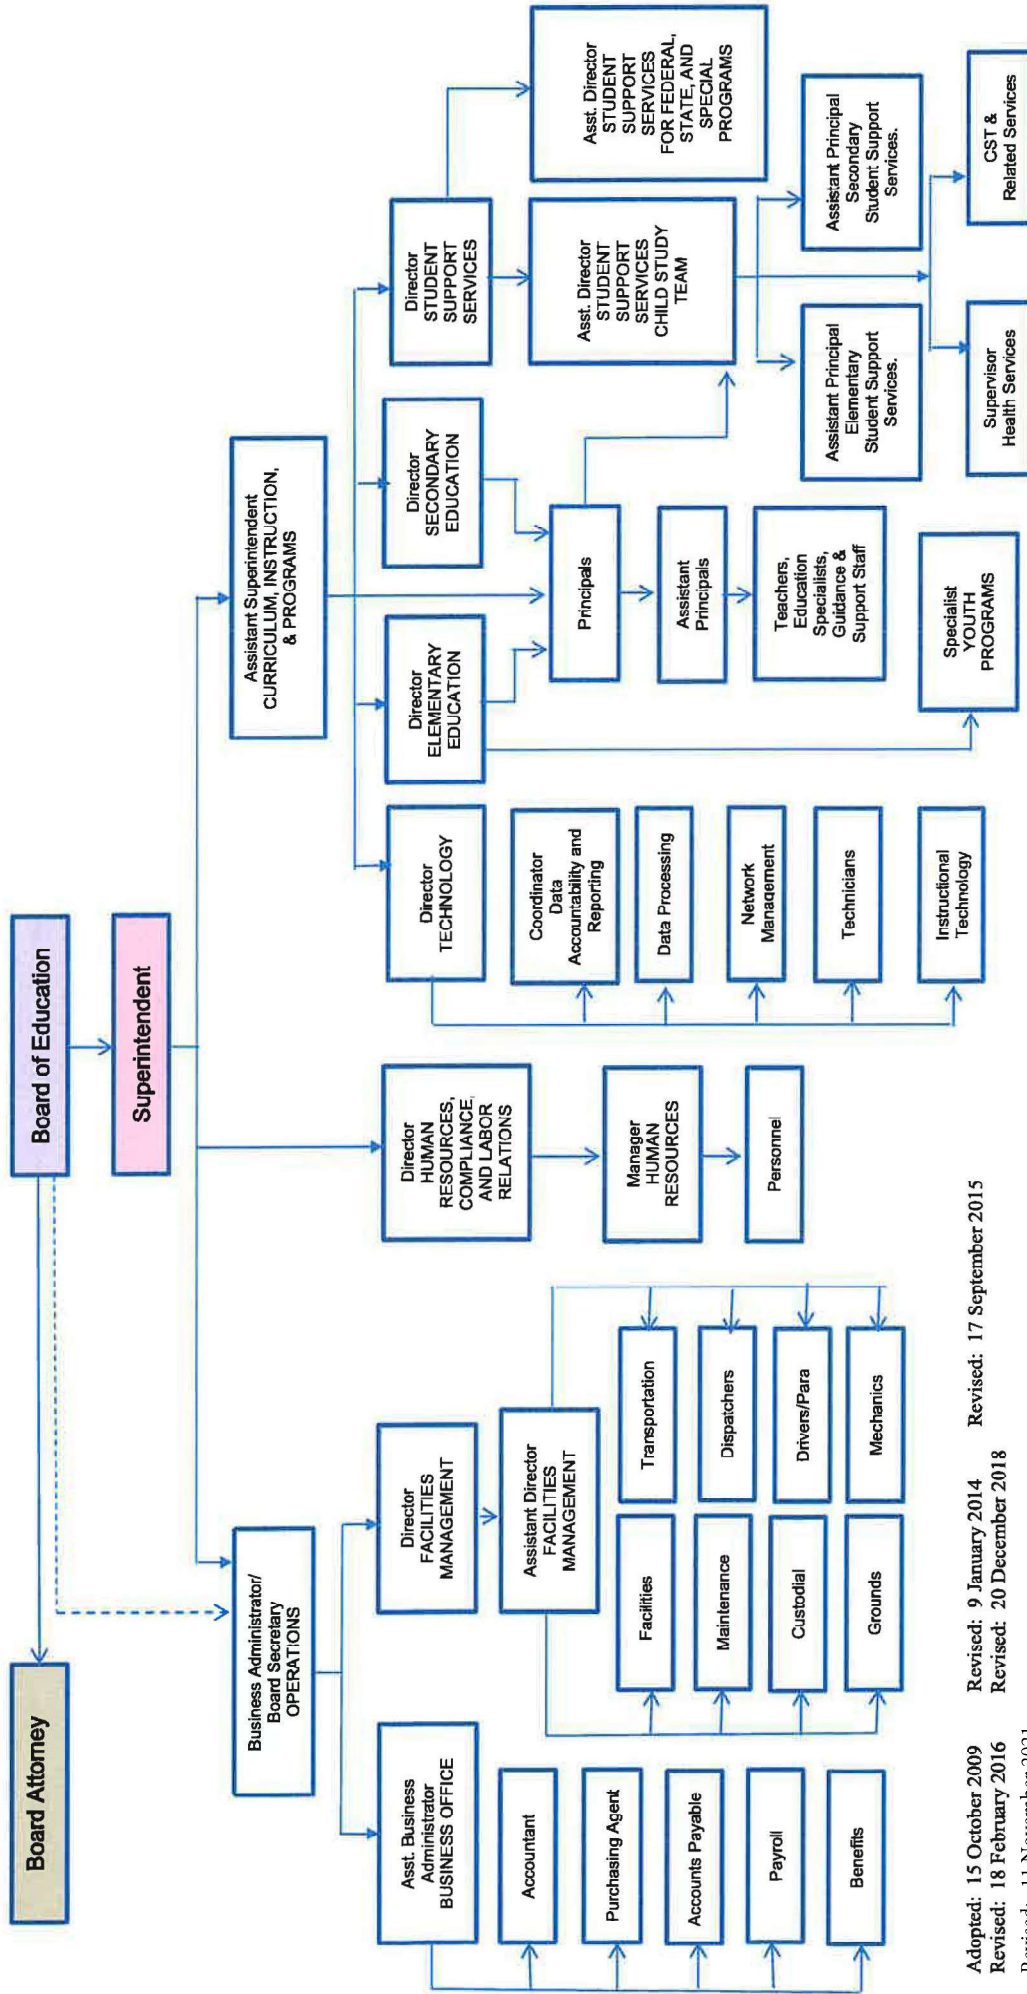 Board of Education
Board Attorney
Superintendent
Business Administrator/
Board Secretary
OPERATIONS
Assistant Superintendent
CURRICULUM, INSTRUCTION,
& PROGRAMS
Asst. Business
Administrator
BUSINESS OFFICE
Director
FACILITIES
MANAGEMENT
Director
HUMAN
RESOURCES,
COMPLIANCE,
AND LABOR
RELATIONS
Director
TECHNOLOGY
Director
ELEMENTARY
EDUCATION
Director
SECONDARY
EDUCATION
Director
STUDENT
SUPPORT
SERVICES
Accountant
Purchasing Agent
Accounts Payable
Payroll
Benefits
Assistant Director
FACILITIES
MANAGEMENT
Facilities
Maintenance
Custodial
Grounds
Transportation
Dispatchers
Drivers/Para
Mechanics
Manager
HUMAN
RESOURCES
Personnel
Coordinator
Data
Accountability and
Reporting
Data Processing
Network
Management
Technicians
Instructional
Technology
Principals
Assistant
Principals
Teachers,
Education
Specialists,
Guidance &
Support Staff
Specialist
YOUTH
PROGRAMS
Asst. Director
STUDENT
SUPPORT
SERVICES
CHILD STUDY
TEAM
Asst. Director
STUDENT
SUPPORT
SERVICES
FOR FEDERAL,
STATE, AND
SPECIAL
PROGRAMS
Assistant Principal
Elementary
Student Support
Services.
Assistant Principal
Secondary
Student Support
Services.
Supervisor
Health Services
CST &
Related Services
Adopted: 15 October 2009 Revised: 9 January 2014 Revised: 17 September 2015
Revised: 18 February 2016 Revised: 20 December 2018
Revised: 11 November 2021